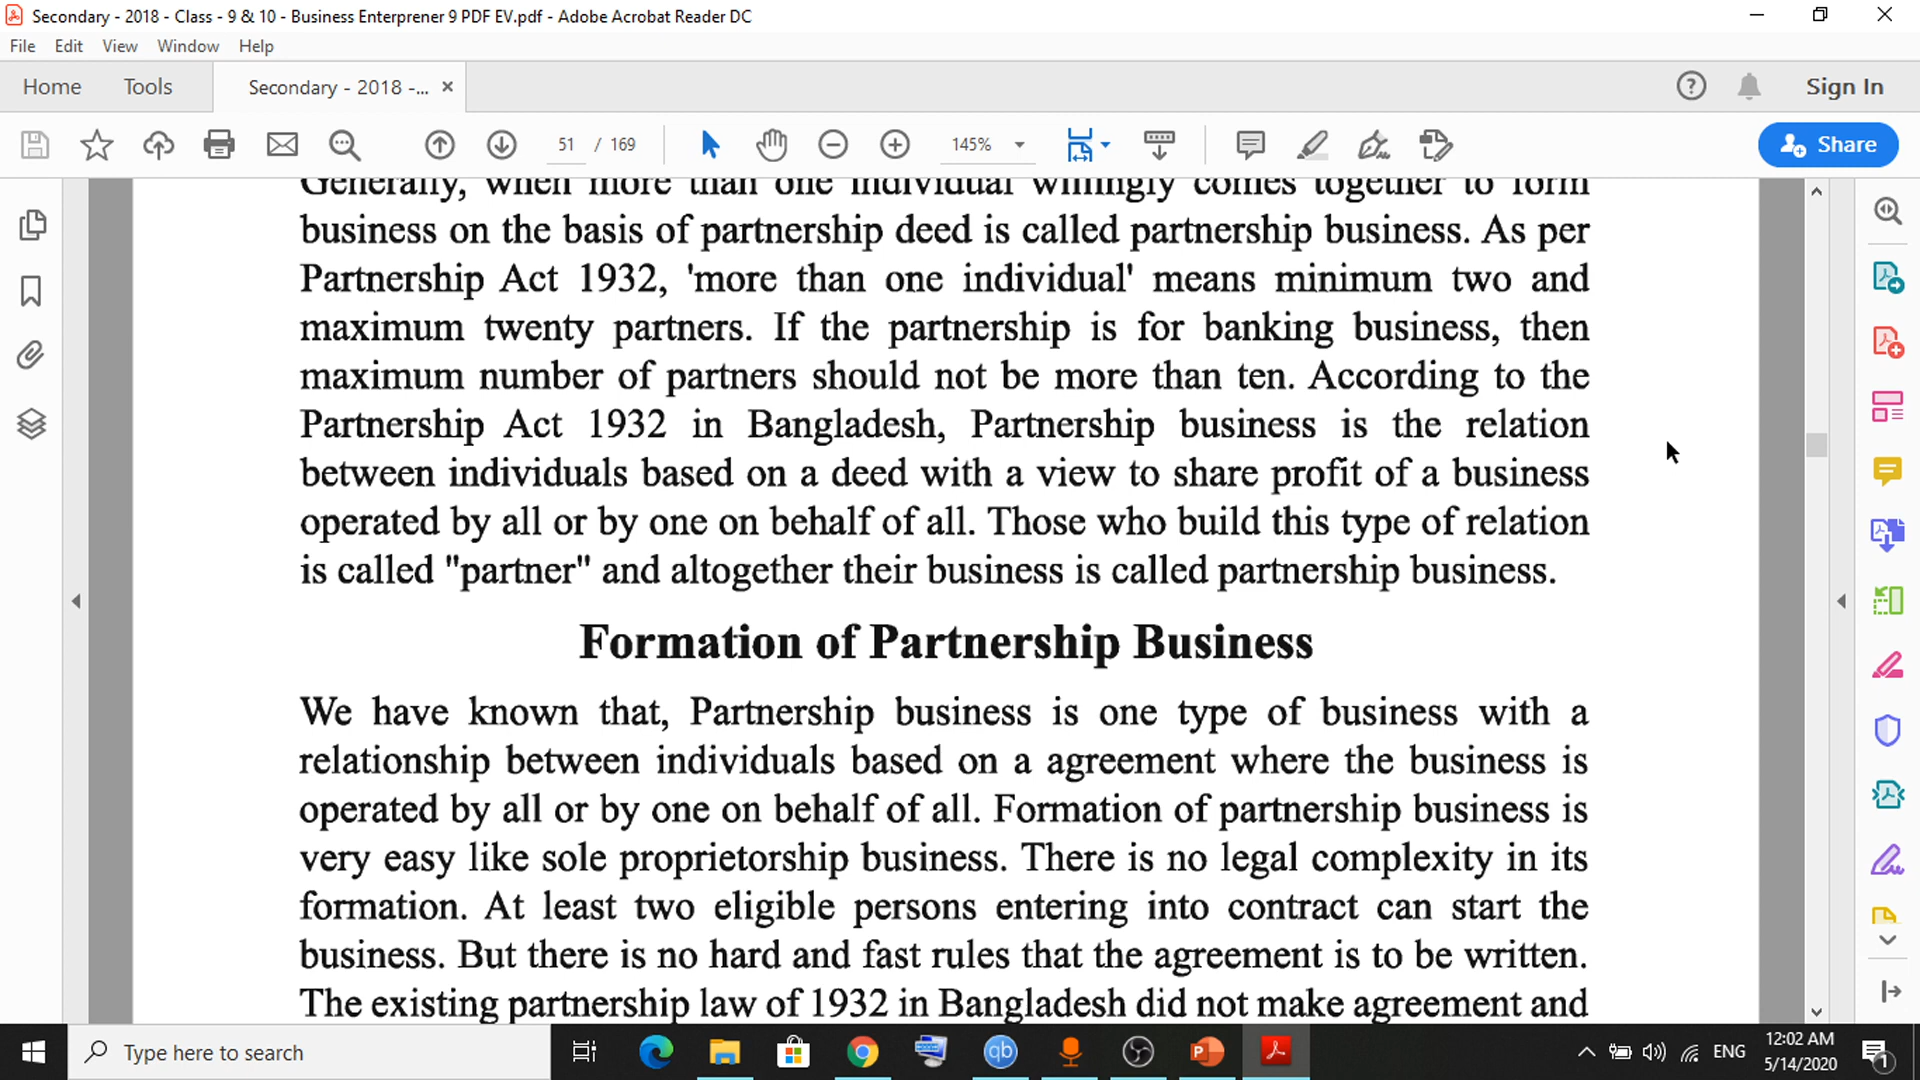 Secondary - 2018 - Class - 9 & 10 - Business Enterprener 9 PDF EV.pdf - Adobe Acrobat Reader DC
File Edit View Window Help
Home Tools Secondary - 2018 -... × Sign In
51 / 169 145% Share
Generally, when more than one individual willingly comes together to form
business on the basis of partnership deed is called partnership business. As per
Partnership Act 1932, 'more than one individual' means minimum two and
maximum twenty partners. If the partnership is for banking business, then
maximum number of partners should not be more than ten. According to the
Partnership Act 1932 in Bangladesh, Partnership business is the relation
between individuals based on a deed with a view to share profit of a business
operated by all or by one on behalf of all. Those who build this type of relation
is called "partner" and altogether their business is called partnership business.
Formation of Partnership Business
We have known that, Partnership business is one type of business with a
relationship between individuals based on a agreement where the business is
operated by all or by one on behalf of all. Formation of partnership business is
very easy like sole proprietorship business. There is no legal complexity in its
formation. At least two eligible persons entering into contract can start the
business. But there is no hard and fast rules that the agreement is to be written.
The existing partnership law of 1932 in Bangladesh did not make agreement and
Type here to search
ENG
12:02 AM
5/14/2020
1